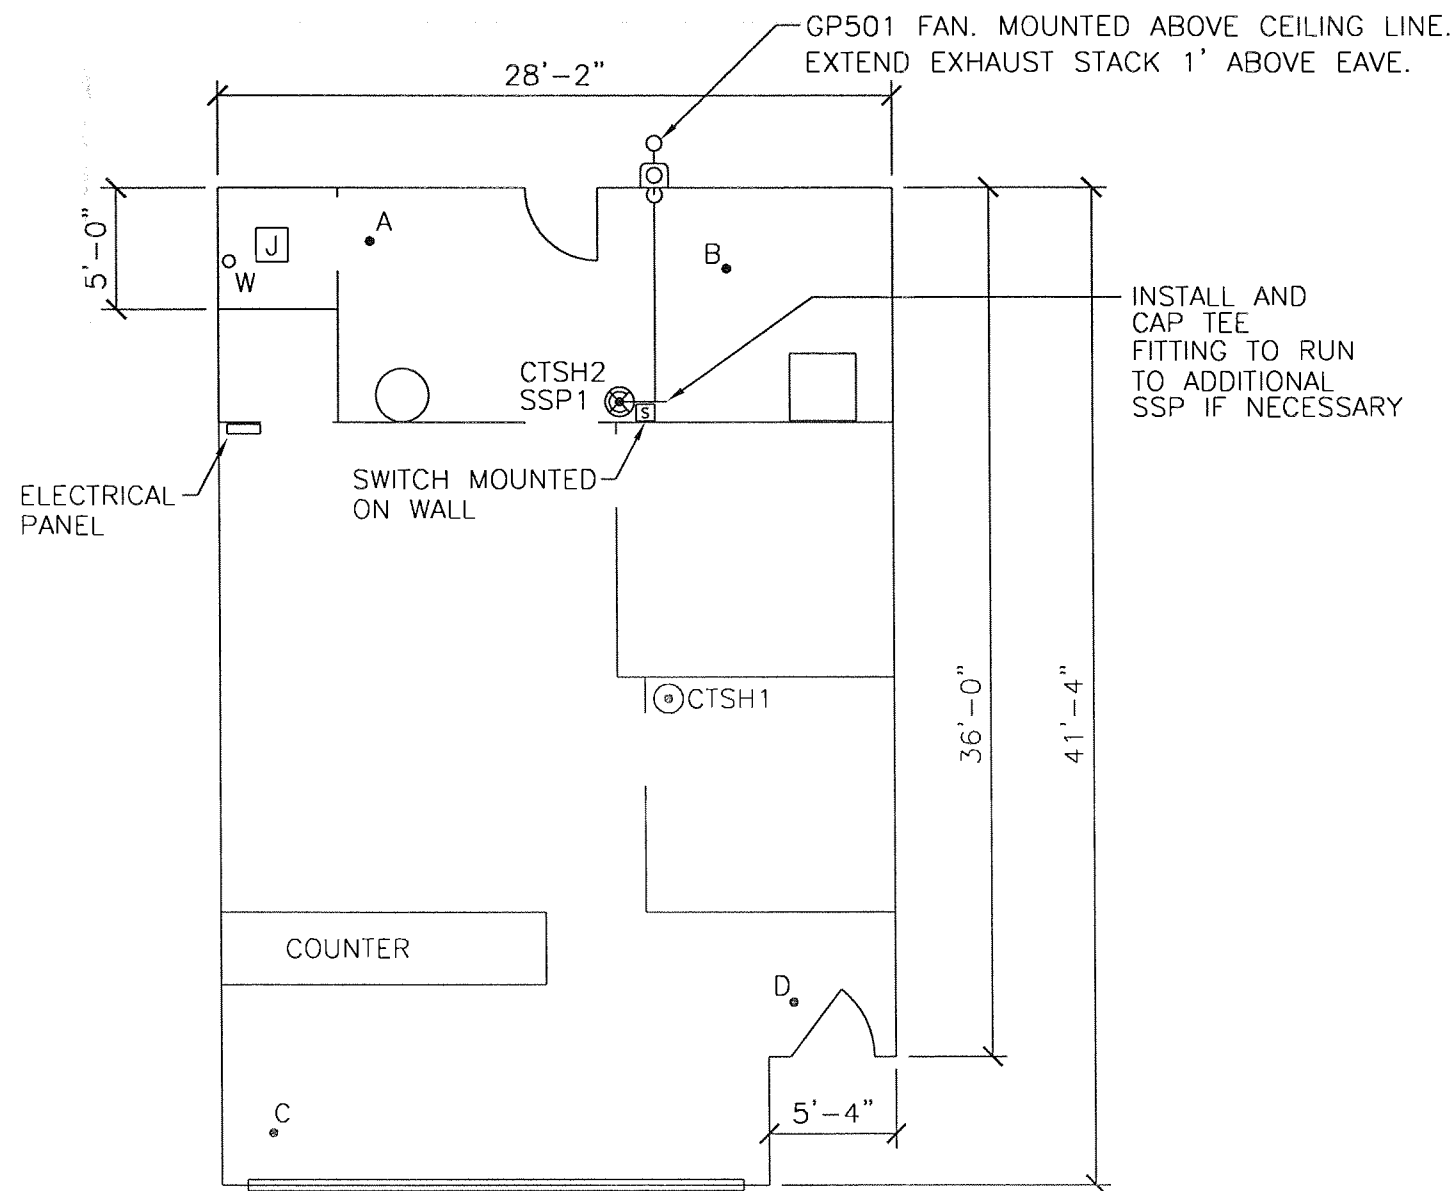 GP501 FAN. MOUNTED ABOVE CEILING LINE.
EXTEND EXHAUST STACK 1' ABOVE EAVE.
28'-2"
5'-0"
J
W
A
B
INSTALL AND
CAP TEE
FITTING TO RUN
TO ADDITIONAL
SSP IF NECESSARY
CTSH2
SSP1
S
ELECTRICAL
PANEL
SWITCH MOUNTED
ON WALL
CTSH1
36'-0"
41'-4"
COUNTER
D
C
5'-4"